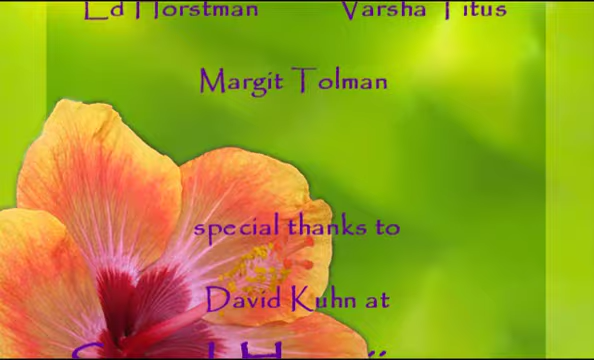 Ed Horstman Varsha Titus
Margit Tolman
special thanks to
David Kuhn at